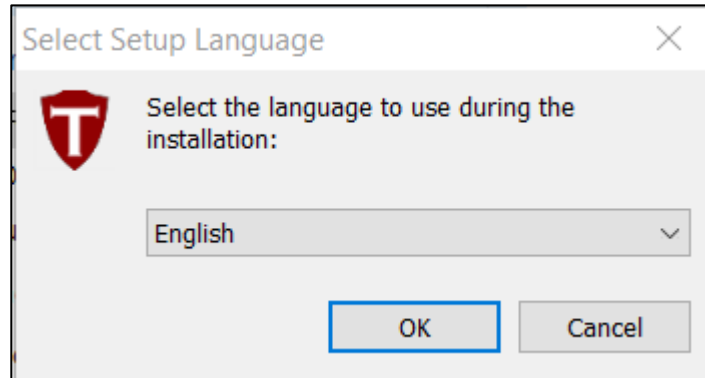 Select Setup Language
T
Select the language to use during the
installation:
English
OK
Cancel